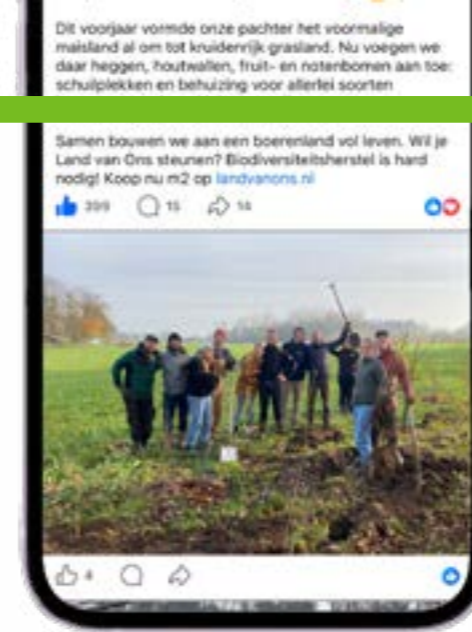 Dit voorjaar vormde onze pachter het voormalige
maisland al om tot kruidenrijk grasland. Nu voegen we
daar heggen, houtwallen, fruit- en notenbomen aan toe:
schuilplekken en behuizing voor allerlei soorten
Samen bouwen we aan een boerenland vol leven. Wil je
Land van Ons steunen? Biodiversiteitsherstel is hard
nodig! Koop nu m2 op landvanons.nl
399 15 14
4